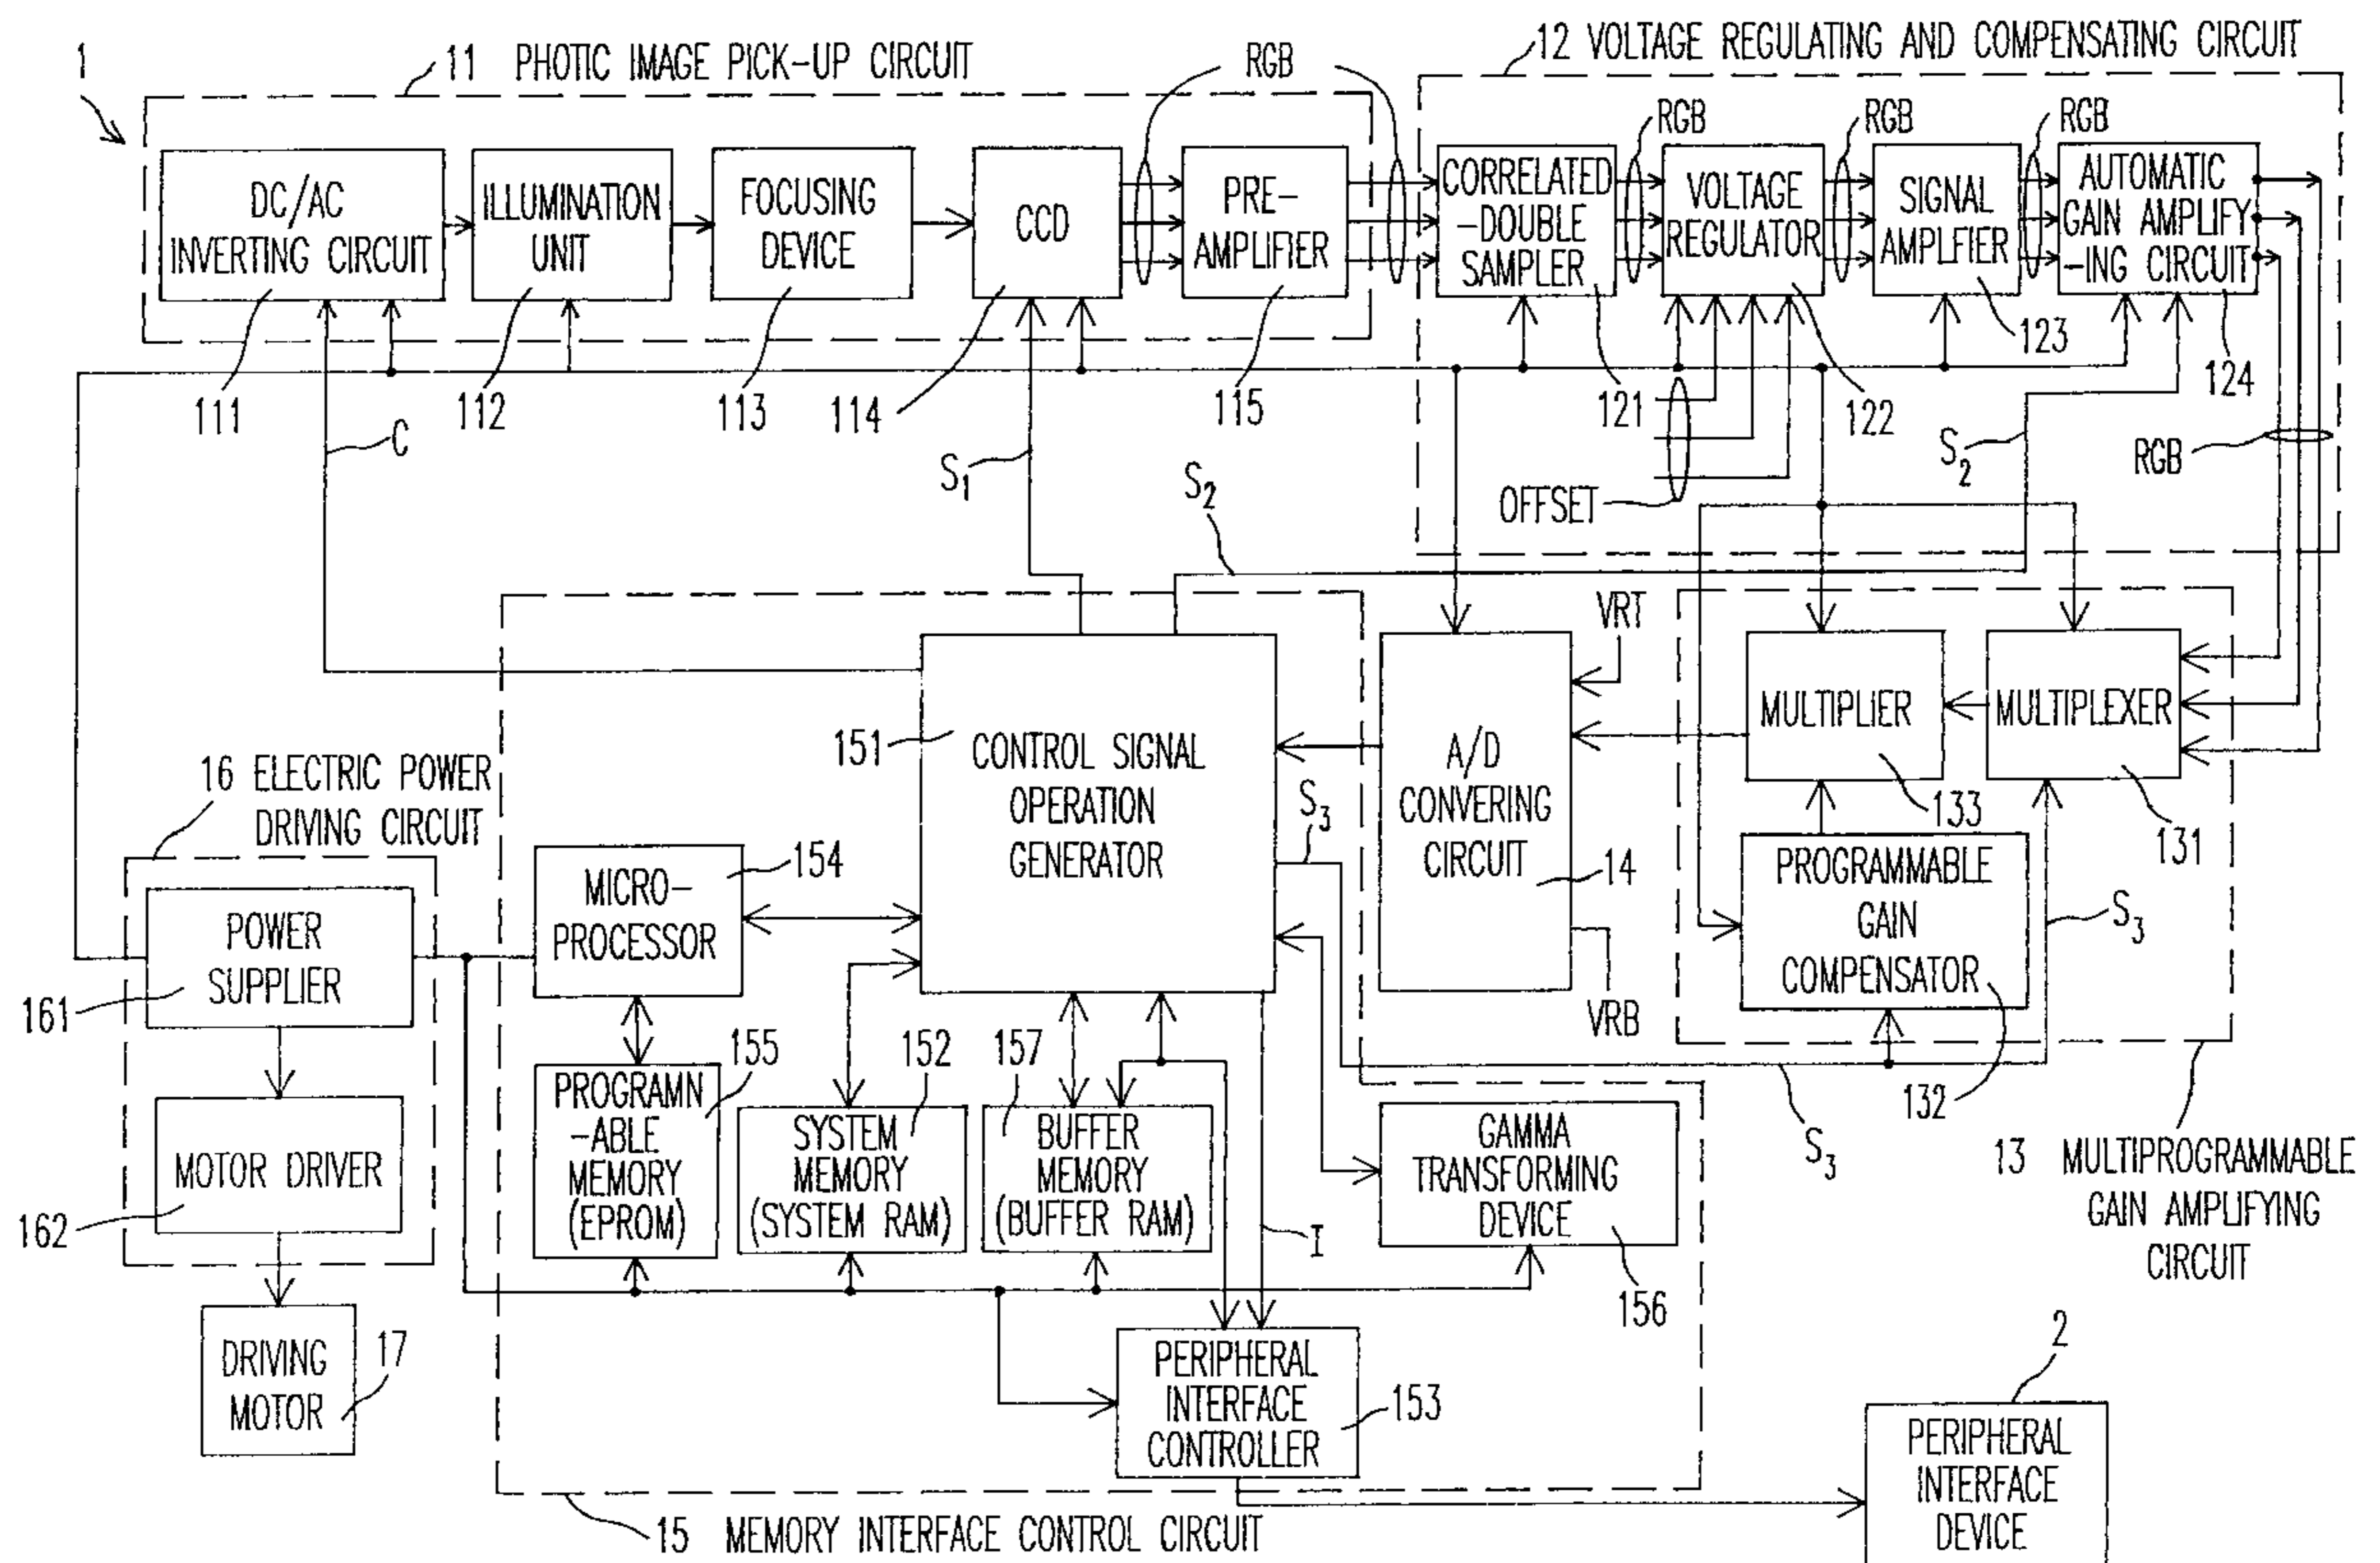 1
11 PHOTIC IMAGE PICK-UP CIRCUIT
RGB
12 VOLTAGE REGULATING AND COMPENSATING CIRCUIT
DC/AC
INVERTING CIRCUIT
ILLUMINATION
UNIT
FOCUSING
DEVICE
CCD
PRE-
AMPLIFIER
CORRELATED
-DOUBLE
SAMPLER
RGB
VOLTAGE
REGULATOR
RGB
SIGNAL
AMPLFIER
RGB
AUTOMATIC
GAIN AMPLIFY
-ING CIRCUIT
111
112
113
114
115
121
122
123
124
C
S1
S2
OFFSET
S2
RGB
VRT
151
CONTROL SIGNAL
OPERATION
GENERATOR
S3
A/D
CONVERING
CIRCUIT
14
VRB
MULTIPLIER
133
MULTIPLEXER
131
PROGRAMMABLE
GAIN
COMPENSATOR
132
S3
S3
13 MULTIPROGRAMMABLE
GAIN AMPLIFYING
CIRCUIT
16 ELECTRIC POWER
DRIVING CIRCUIT
POWER
SUPPLIER
161
MOTOR DRIVER
162
DRIVING
MOTOR
17
MICRO-
PROCESSOR
154
PROGRAMN
-ABLE
MEMORY
(EPROM)
155
SYSTEM
MEMORY
(SYSTEM RAM)
152
BUFFER
MEMORY
(BUFFER RAM)
157
I
GAMMA
TRANSFORMING
DEVICE
156
PERIPHERAL
INTERFACE
CONTROLLER
153
2
PERIPHERAL
INTERFACE
DEVICE
15 MEMORY INTERFACE CONTROL CIRCUIT